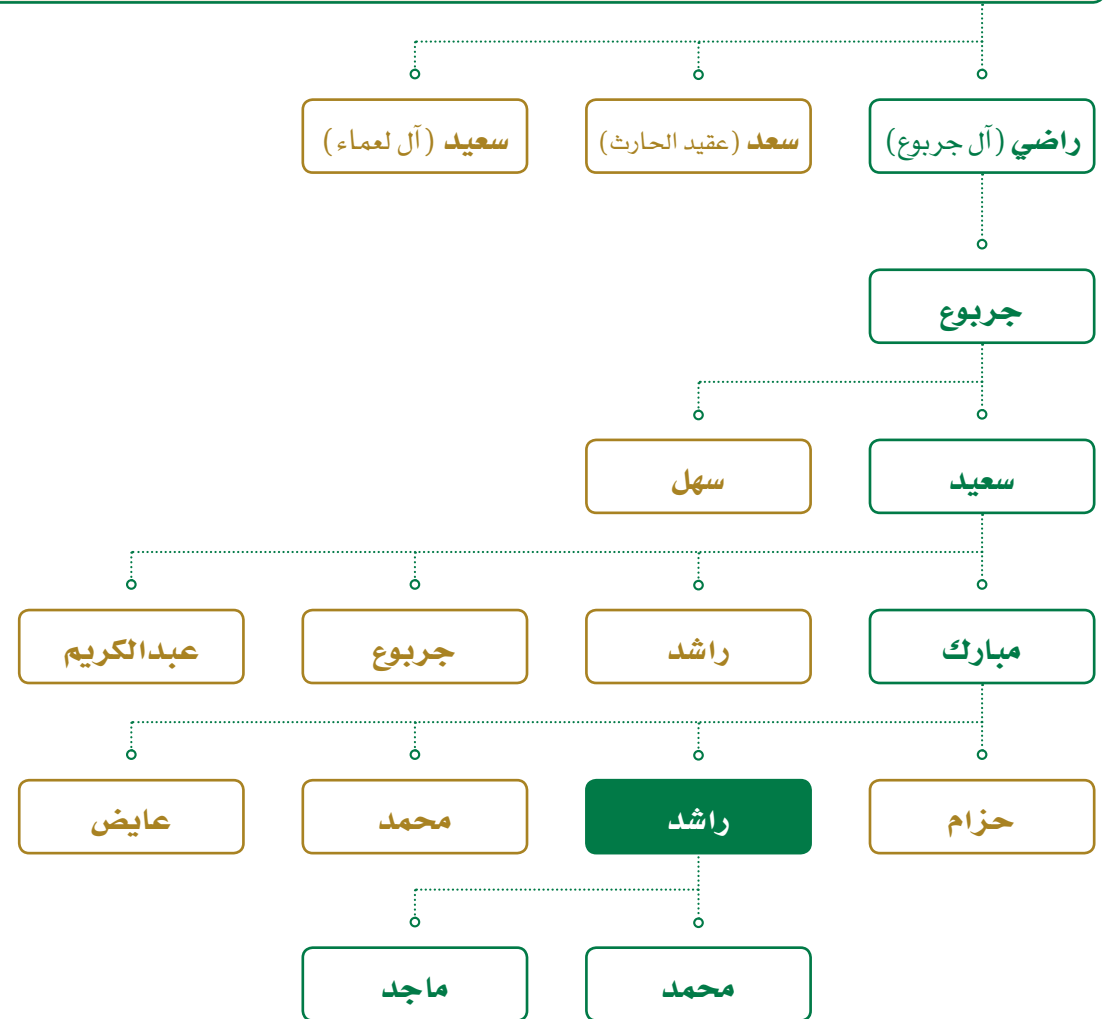 راضي (آل جربوع)
سعد (عقيد الحارث)
سعيد (آل لعماء)
جربوع
سعيد
سهل
مبارك
راشد
جربوع
عبدالكريم
حزام
راشد
محمد
عايض
محمد
ماجد